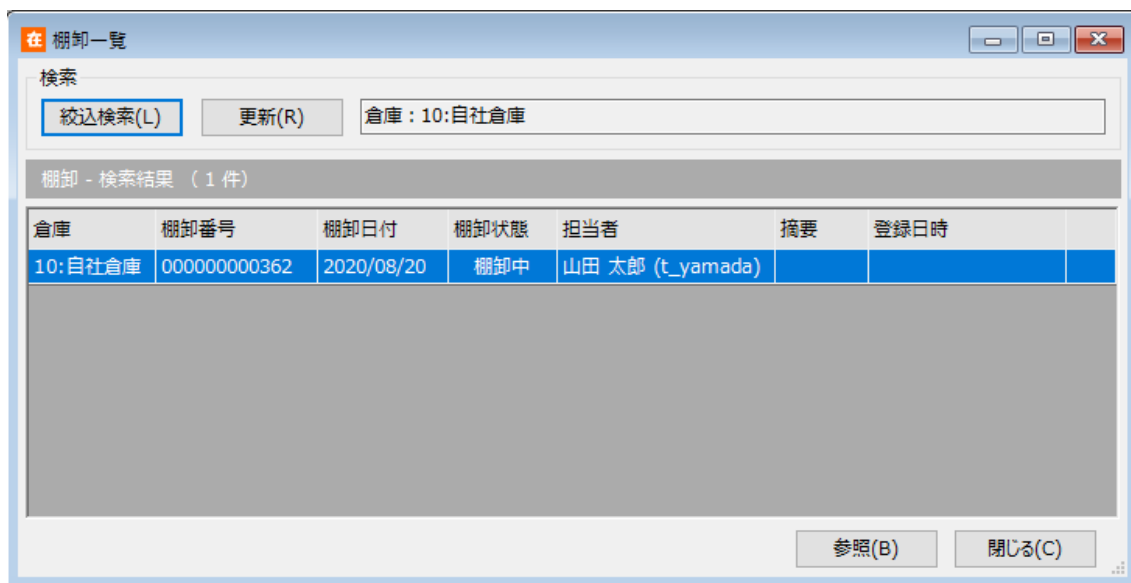 在 棚卸一覧
検索
絞込検索(L) 更新(R) 倉庫：10:自社倉庫
棚卸 - 検索結果 （ 1 件）
倉庫 棚卸番号 棚卸日付 棚卸状態 担当者 摘要 登録日時
10:自社倉庫 000000000362 2020/08/20 棚卸中 山田 太郎 (t_yamada)
参照(B) 閉じる(C)